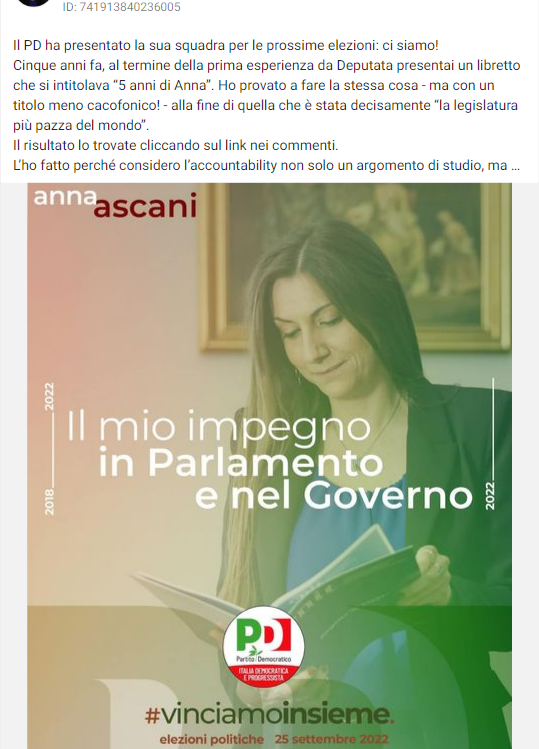 ID: 741913840236005
Il PD ha presentato la sua squadra per le prossime elezioni: ci siamo!
Cinque anni fa, al termine della prima esperienza da Deputata presentai un libretto
che si intitolava “5 anni di Anna”. Ho provato a fare la stessa cosa - ma con un
titolo meno cacofonico! - alla fine di quella che è stata decisamente “la legislatura
più pazza del mondo”.
Il risultato lo trovate cliccando sul link nei commenti.
L’ho fatto perché considero l’accountability non solo un argomento di studio, ma ...
anna
ascani
2018 2022
Il mio impegno
in Parlamento
e nel Governo
2022
PD
Partito Democratico
ITALIA DEMOCRATICA
E PROGRESSISTA
#vinciamoinsieme.
elezioni politiche 25 settembre 2022